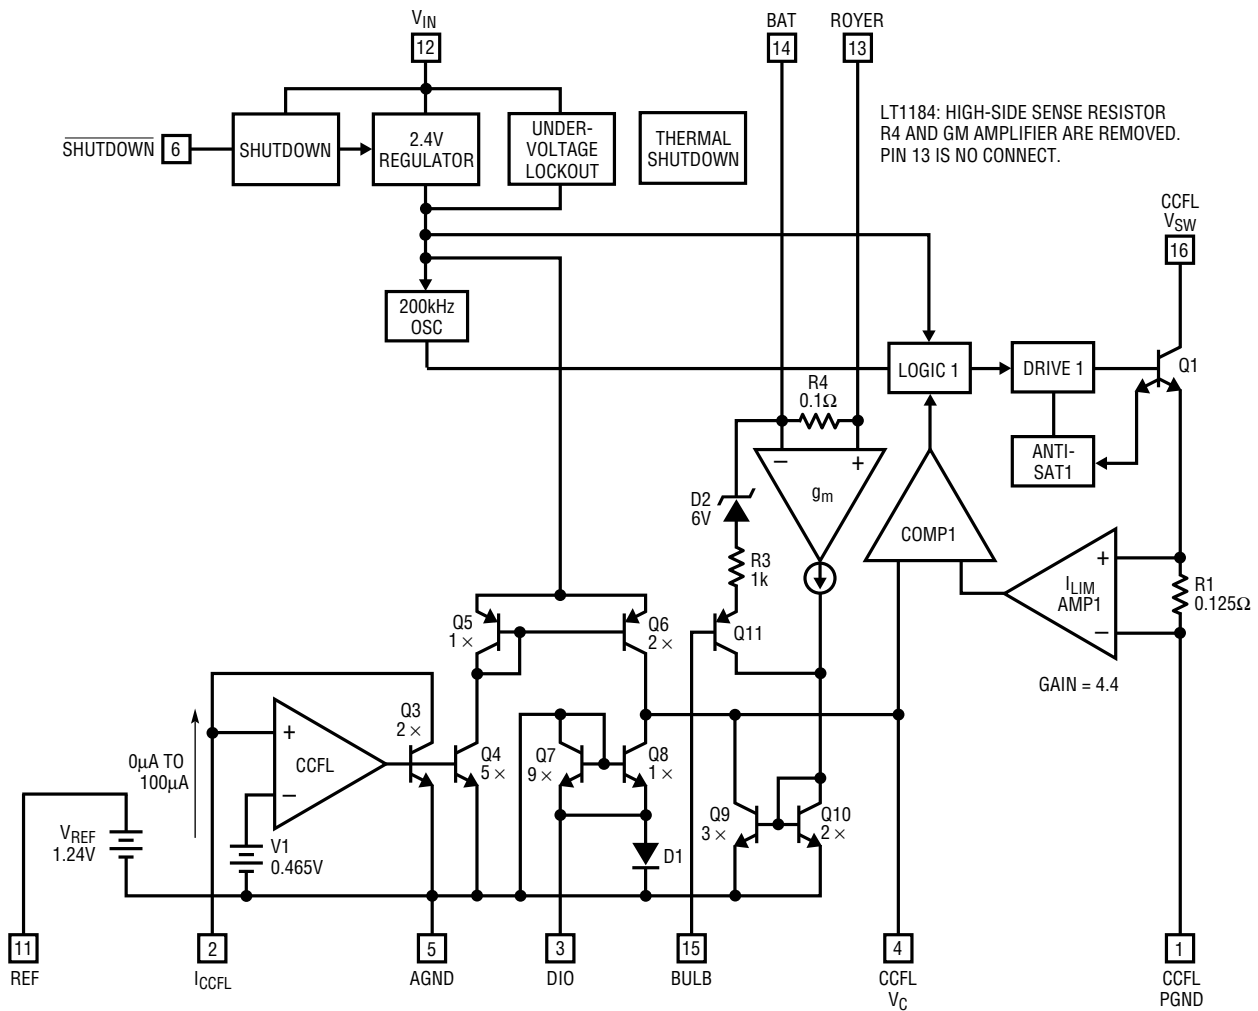 VIN
12
BAT
14
ROYER
13
LT1184: HIGH-SIDE SENSE RESISTOR
R4 AND GM AMPLIFIER ARE REMOVED.
PIN 13 IS NO CONNECT.
SHUTDOWN
6
SHUTDOWN
2.4V
REGULATOR
UNDER-
VOLTAGE
LOCKOUT
THERMAL
SHUTDOWN
CCFL
VSW
16
200kHz
OSC
LOGIC 1
DRIVE 1
Q1
R4
0.1Ω
ANTI-
SAT1
−
+
gm
D2
6V
COMP1
R3
1k
+
ILIM
AMP1
−
R1
0.125Ω
GAIN = 4.4
Q5
1×
Q6
2×
Q11
Q3
2×
0µA TO
100µA
+
CCFL
−
Q4
5×
Q7
9×
Q8
1×
Q9
3×
Q10
2×
VREF
1.24V
V1
0.465V
D1
11
REF
2
ICCFL
5
AGND
3
DIO
15
BULB
4
CCFL
VC
1
CCFL
PGND